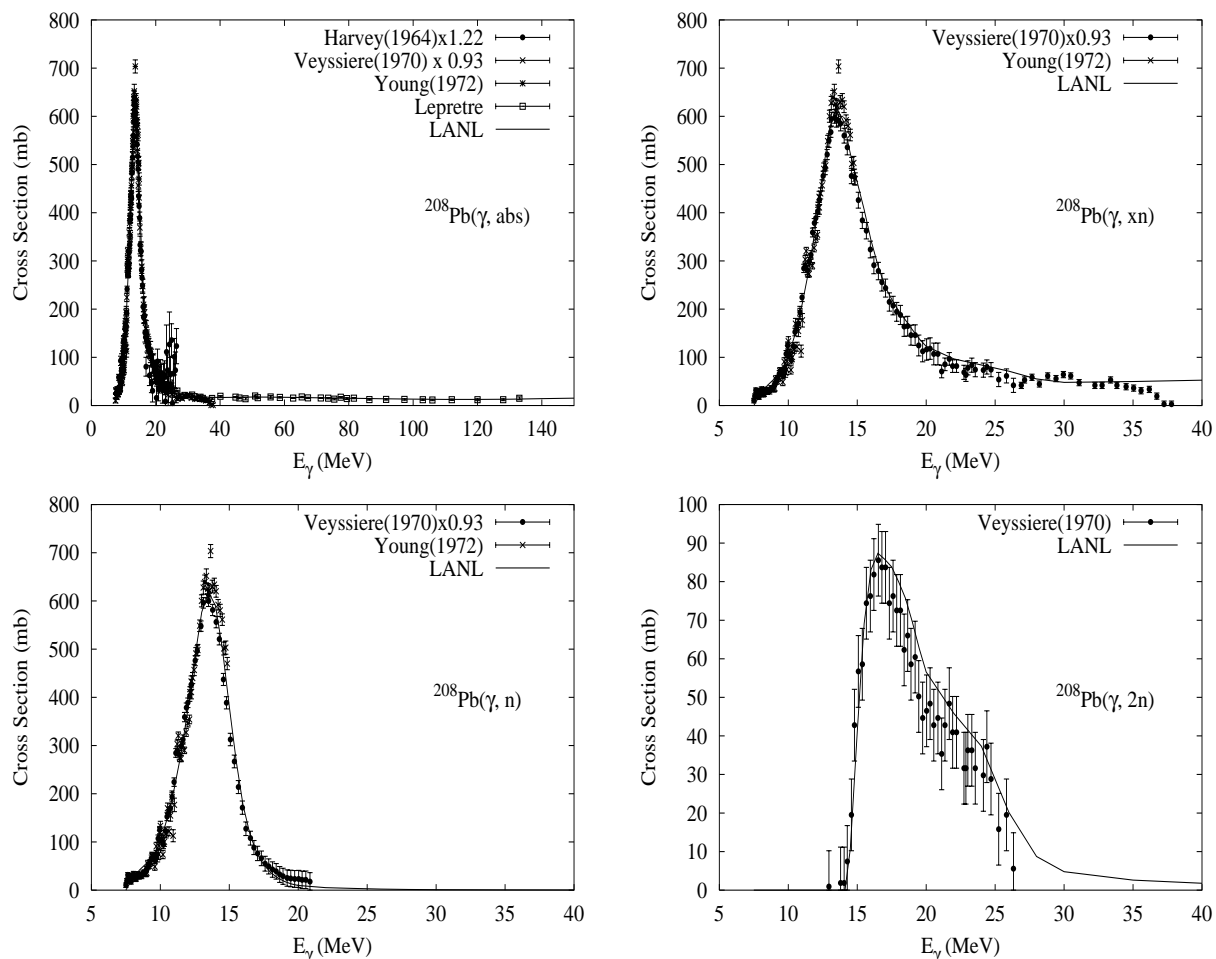 800
700
600
500
400
300
200
100
0
0 20 40 60 80 100 120 140
Cross Section (mb)
Eγ (MeV)
Harvey(1964)x1.22
Veyssiere(1970) x 0.93
Young(1972)
Lepretre
LANL
208Pb(γ, abs)
800
700
600
500
400
300
200
100
0
5 10 15 20 25 30 35 40
Cross Section (mb)
Eγ (MeV)
Veyssiere(1970)x0.93
Young(1972)
LANL
208Pb(γ, xn)
800
700
600
500
400
300
200
100
0
5 10 15 20 25 30 35 40
Cross Section (mb)
Eγ (MeV)
Veyssiere(1970)x0.93
Young(1972)
LANL
208Pb(γ, n)
100
90
80
70
60
50
40
30
20
10
0
5 10 15 20 25 30 35 40
Cross Section (mb)
Eγ (MeV)
Veyssiere(1970)
LANL
208Pb(γ, 2n)